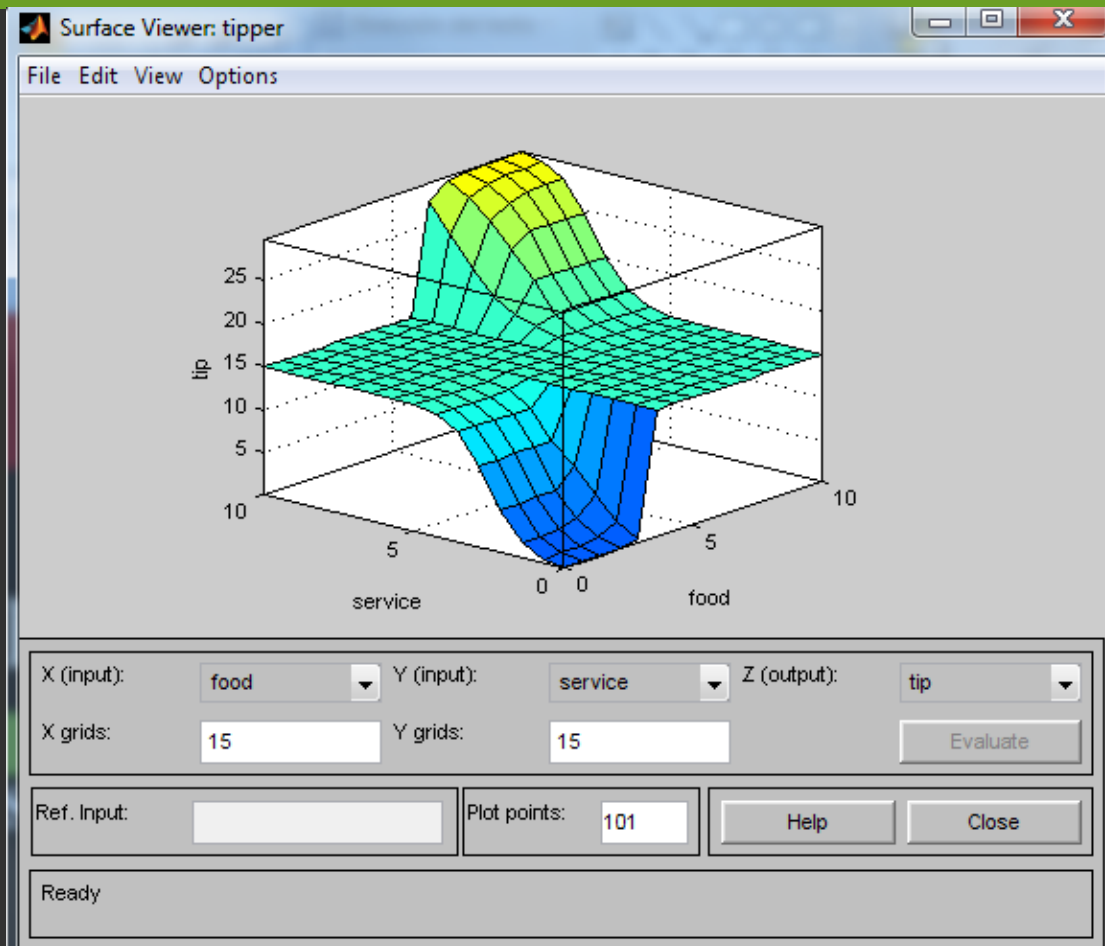 Surface Viewer: tipper
File Edit View Options
25
20
15
10
5
tip
10
5
0
service
0
5
10
food
X (input): food Y (input): service Z (output): tip
X grids: 15 Y grids: 15 Evaluate
Ref. Input: Plot points: 101 Help Close
Ready